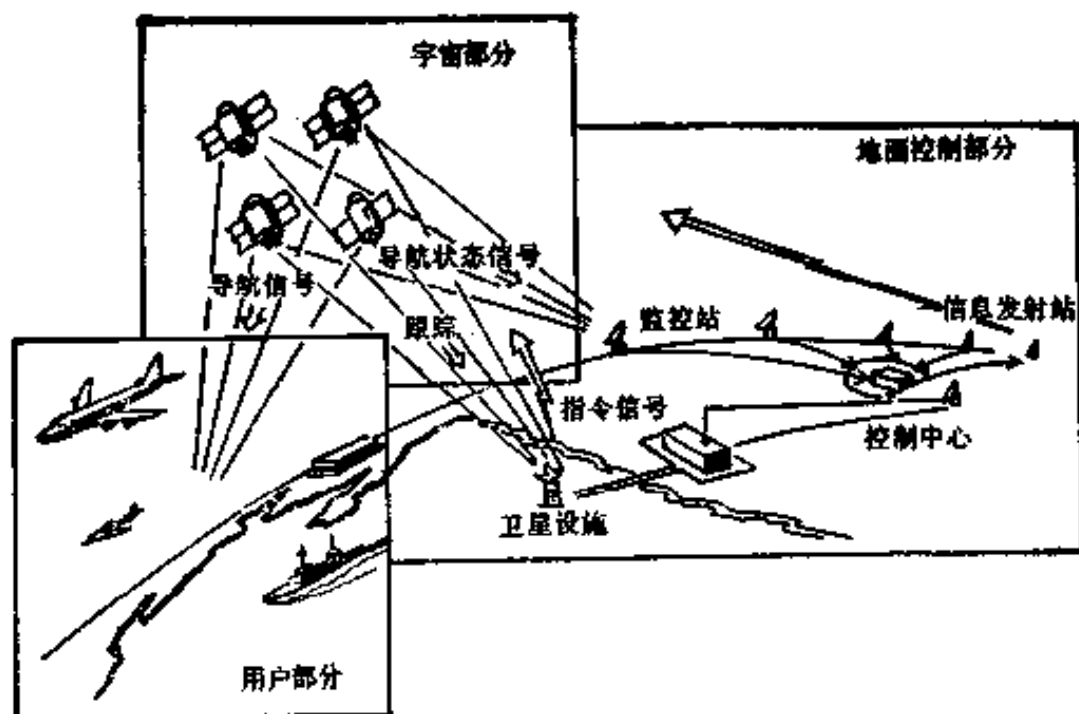 宇宙部分
地面控制部分
导航状态信号
导航信号
信息发射站
跟踪
监控站
指令信号
控制中心
卫星设施
用户部分